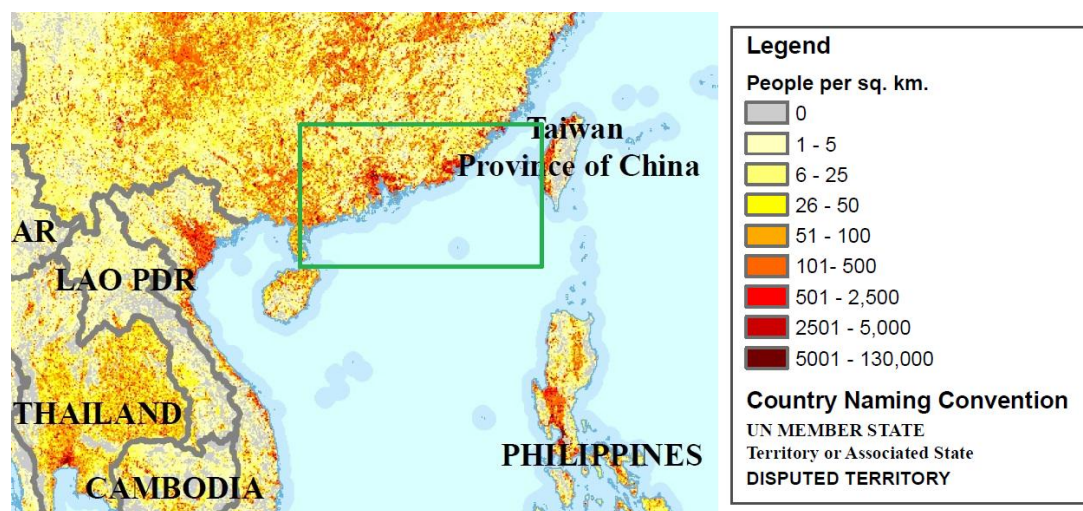 Taiwan
Province of China
AR
LAO PDR
THAILAND
CAMBODIA
PHILIPPINES
Legend
People per sq. km.
0
1 - 5
6 - 25
26 - 50
51 - 100
101- 500
501 - 2,500
2501 - 5,000
5001 - 130,000
Country Naming Convention
UN MEMBER STATE
Territory or Associated State
DISPUTED TERRITORY